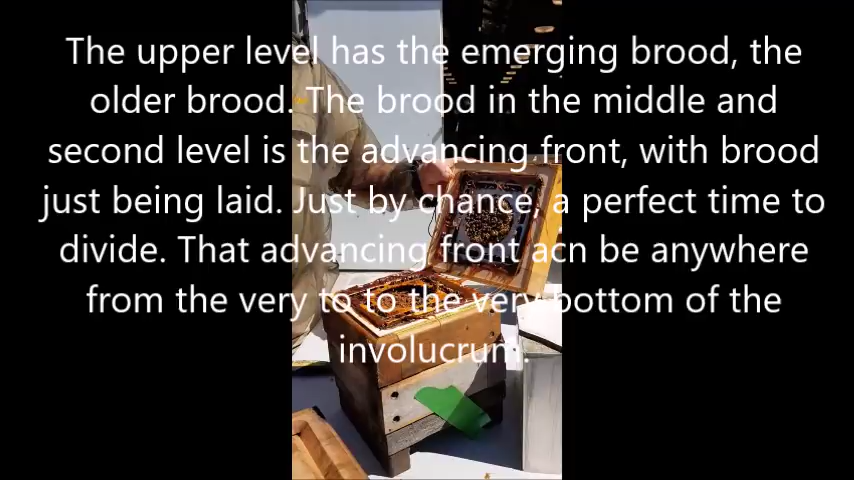 The upper level has the emerging brood, the
older brood. The brood in the middle and
second level is the advancing front, with brood
just being laid. Just by chance, a perfect time to
divide. That advancing front acn be anywhere
from the very to to the very bottom of the
involucrum.